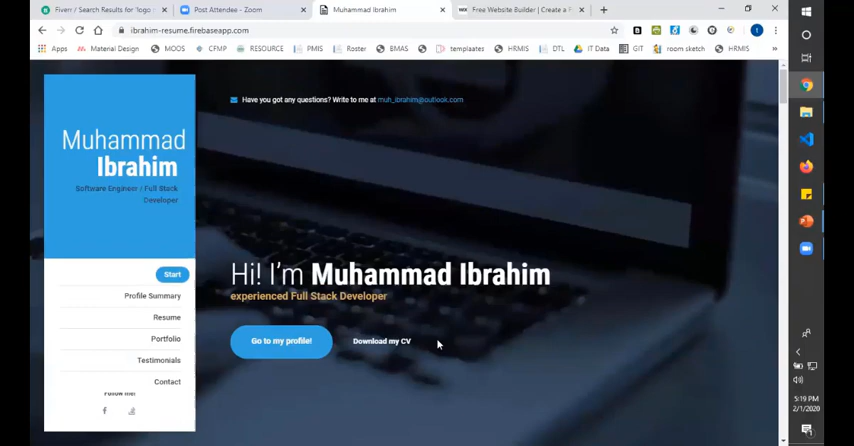 Fiverr / Search Results for 'logo
Post Attendee - Zoom
Muhammad Ibrahim
Free Website Builder | Create a F
ibrahim-resume.firebaseapp.com
Apps
Material Design
MOOS
CFMP
RESOURCE
PMIS
Roster
BMAS
templaates
HRMIS
DTL
IT Data
GIT
room sketch
HRMIS
Muhammad
Ibrahim
Software Engineer / Full Stack
Developer
Start
Profile Summary
Resume
Portfolio
Testimonials
Contact
Follow me!
Have you got any questions? Write to me at muh_ibrahim@outlook.com
Hi! I'm Muhammad Ibrahim
experienced Full Stack Developer
Go to my profile!
Download my CV
5:19 PM
2/1/2020